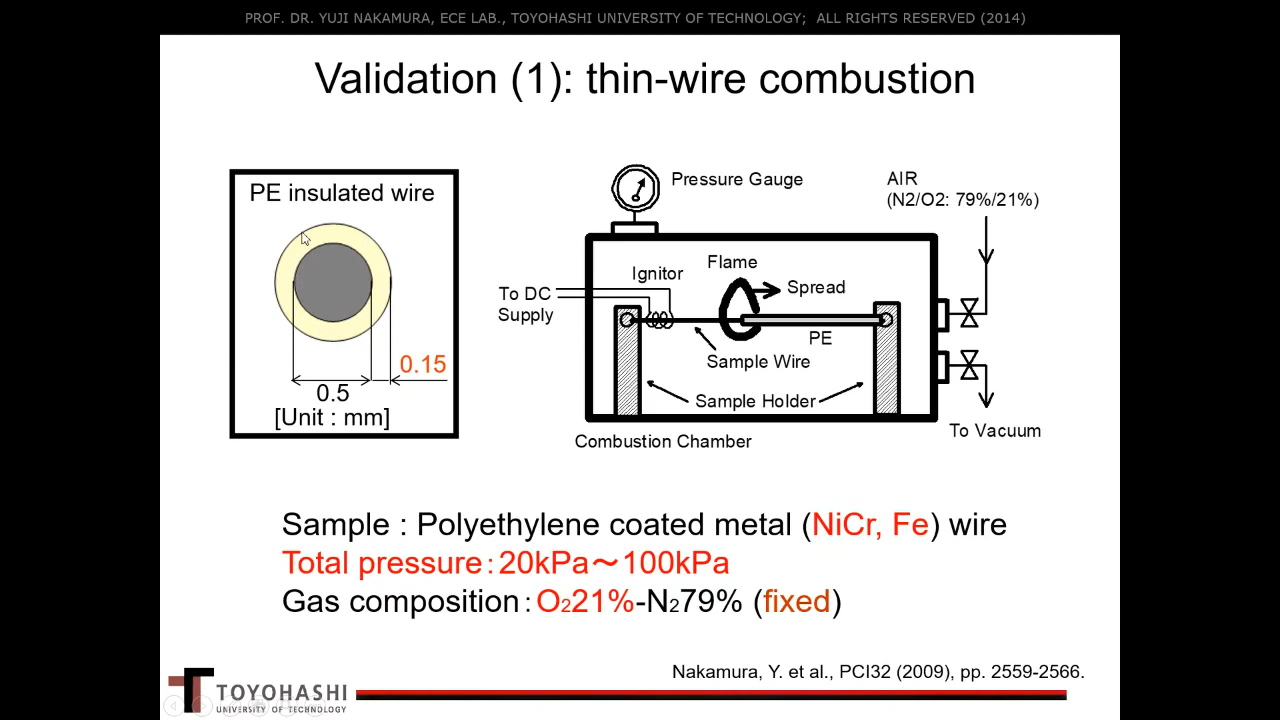 PROF. DR. YUJI NAKAMURA, ECE LAB., TOYOHASHI UNIVERSITY OF TECHNOLOGY; ALL RIGHTS RESERVED (2014)
Validation (1): thin-wire combustion
PE insulated wire
0.15
0.5
[Unit : mm]
Pressure Gauge
AIR
(N2/O2: 79%/21%)
Ignitor
Flame
Spread
To DC
Supply
PE
Sample Wire
Sample Holder
Combustion Chamber
To Vacuum
Sample : Polyethylene coated metal (NiCr, Fe) wire
Total pressure：20kPa～100kPa
Gas composition：O₂21%-N₂79% (fixed)
Nakamura, Y. et al., PCI32 (2009), pp. 2559-2566.
TOYOHASHI
UNIVERSITY OF TECHNOLOGY